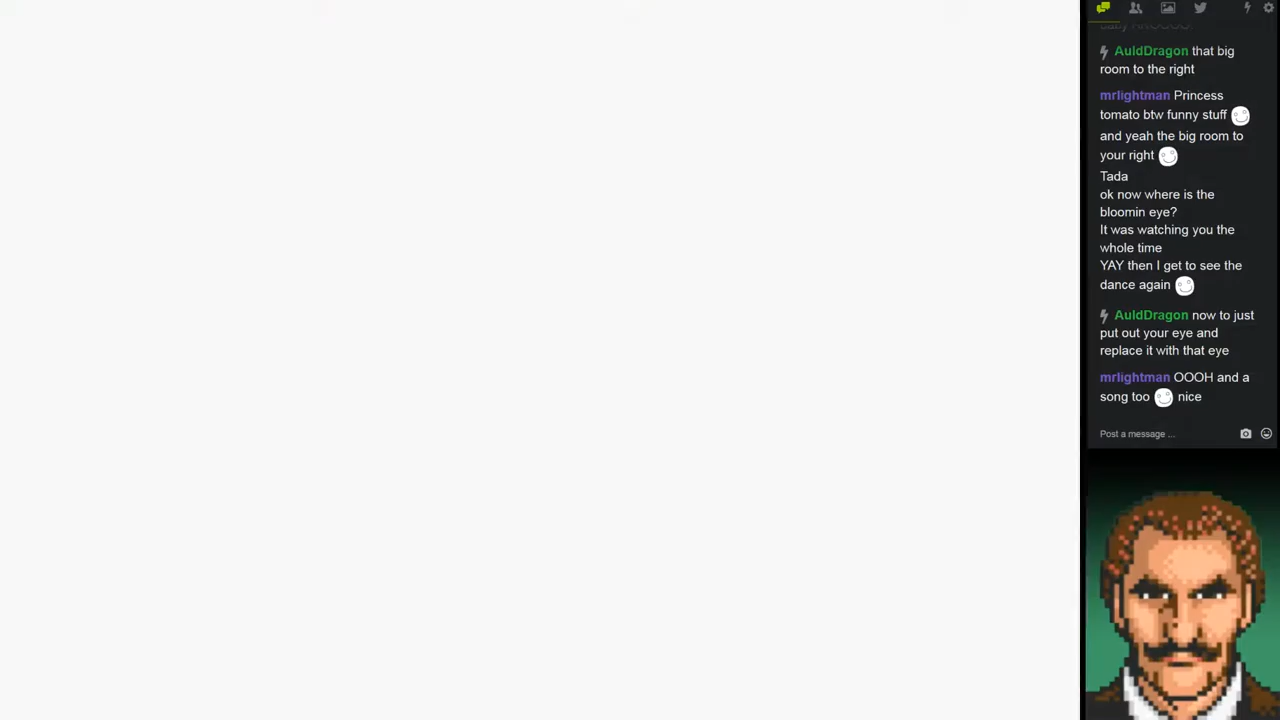 AuldDragon that big
room to the right
mrlightman Princess
tomato btw funny stuff
and yeah the big room to
your right
Tada
ok now where is the
bloomin eye?
It was watching you the
whole time
YAY then I get to see the
dance again
AuldDragon now to just
put out your eye and
replace it with that eye
mrlightman OOOH and a
song too nice
Post a message ...